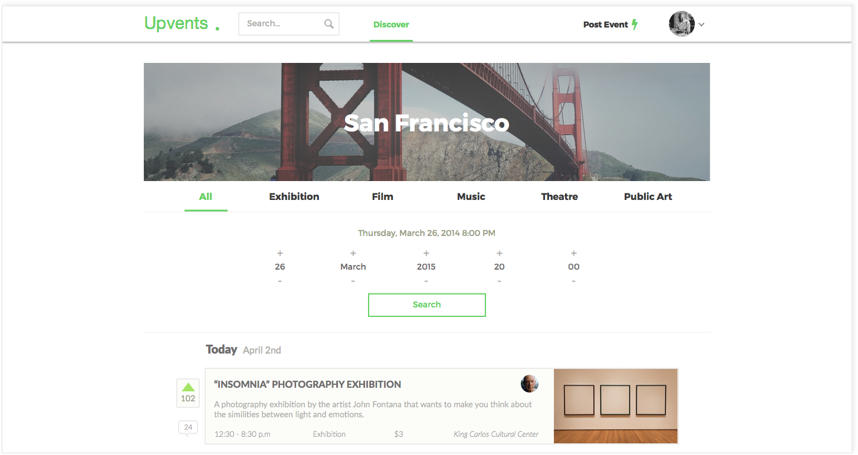 Upvents .
Search...
Discover
Post Event
San Francisco
All Exhibition Film Music Theatre Public Art
Thursday, March 26, 2014 8:00 PM
+ + + + +
26 March 2015 20 00
- - - - -
Search
Today April 2nd
102
24
“INSOMNIA” PHOTOGRAPHY EXHIBITION
A photography exhibition by the artist John Fontana that wants to make you think about
the similities between light and emotions.
12:30 - 8:30 p.m Exhibition $3 King Carlos Cultural Center